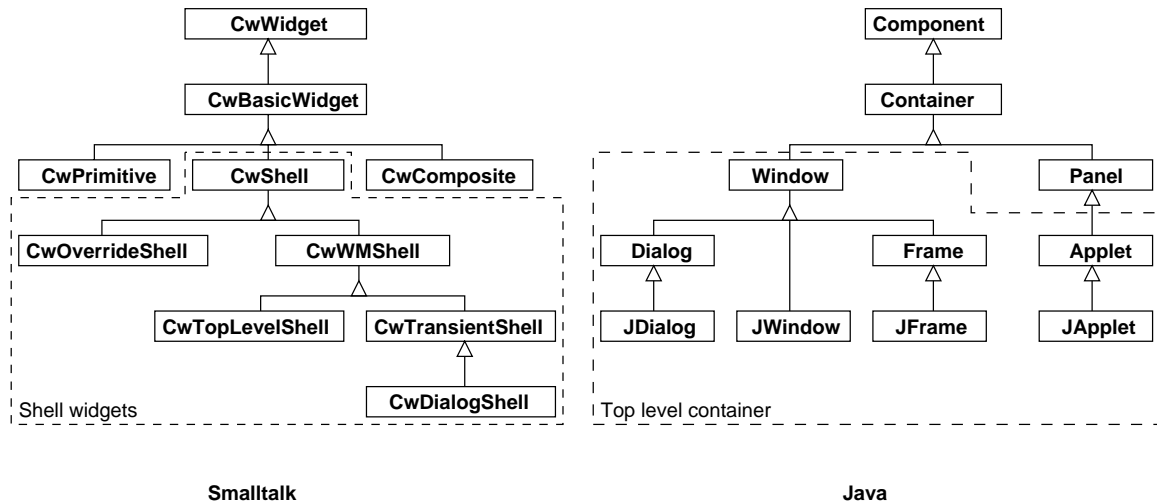 CwWidget
CwBasicWidget
CwPrimitive
CwShell
CwComposite
CwOverrideShell
CwWMShell
CwTopLevelShell
CwTransientShell
CwDialogShell
Shell widgets
Smalltalk
Component
Container
Window
Panel
Dialog
Frame
Applet
JDialog
JWindow
JFrame
JApplet
Top level container
Java